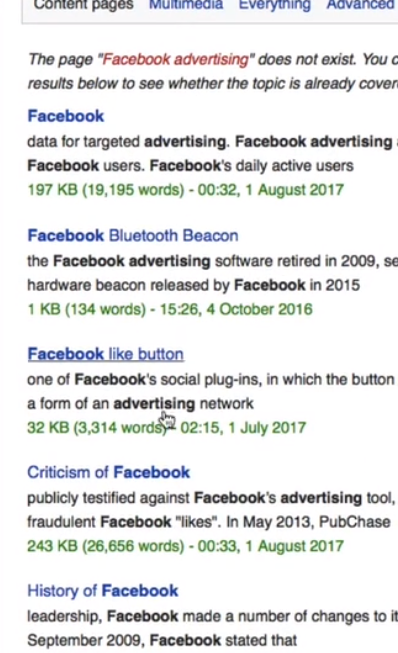 Content pages Multimedia Everything Advanced
The page "Facebook advertising" does not exist. You c
results below to see whether the topic is already cover
Facebook
data for targeted advertising. Facebook advertising
Facebook users. Facebook's daily active users
197 KB (19,195 words) - 00:32, 1 August 2017
Facebook Bluetooth Beacon
the Facebook advertising software retired in 2009, se
hardware beacon released by Facebook in 2015
1 KB (134 words) - 15:26, 4 October 2016
Facebook like button
one of Facebook's social plug-ins, in which the button
a form of an advertising network
32 KB (3,314 words) - 02:15, 1 July 2017
Criticism of Facebook
publicly testified against Facebook's advertising tool,
fraudulent Facebook "likes". In May 2013, PubChase
243 KB (26,656 words) - 00:33, 1 August 2017
History of Facebook
leadership, Facebook made a number of changes to it
September 2009, Facebook stated that